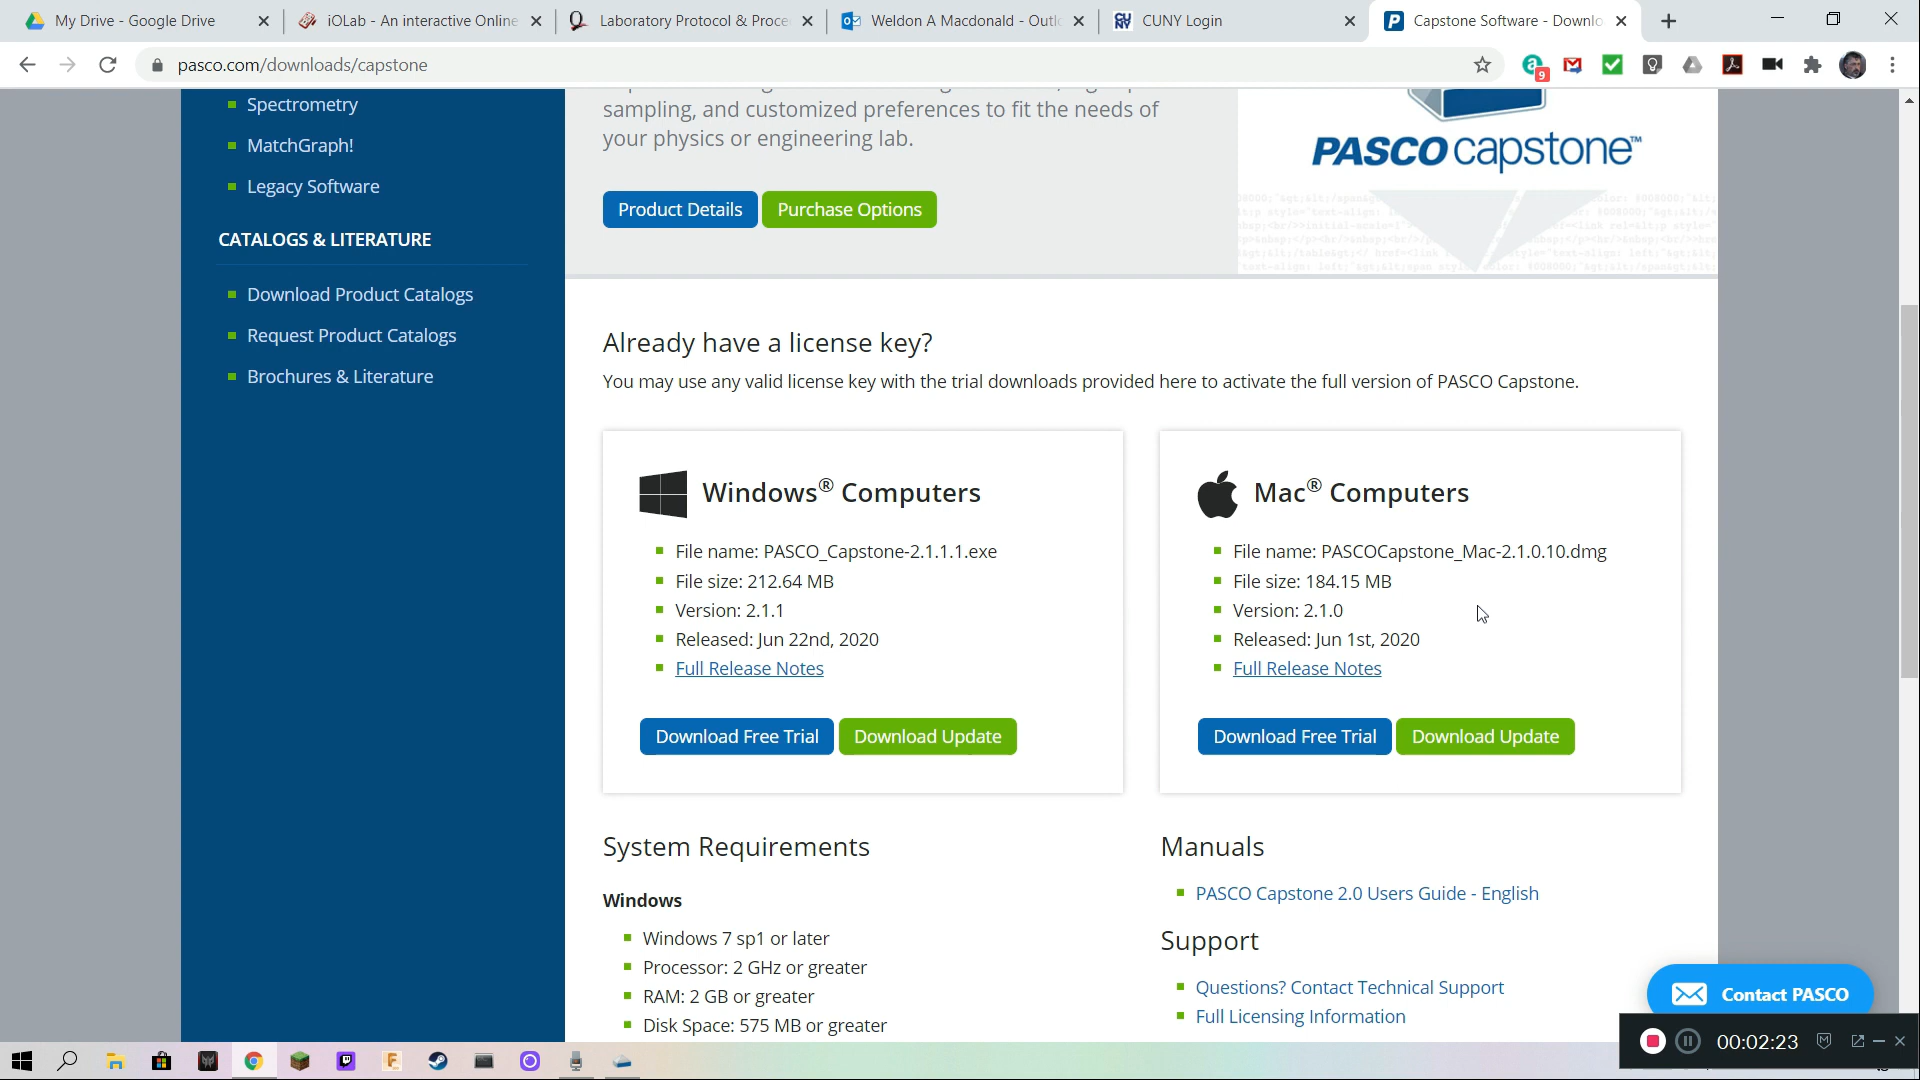 My Drive - Google Drive
iOLab - An interactive Online
Laboratory Protocol & Proce
Weldon A Macdonald - Outlo
CUNY Login
Capstone Software - Downlo
pasco.com/downloads/capstone
9
Spectrometry
MatchGraph!
Legacy Software
CATALOGS & LITERATURE
Download Product Catalogs
Request Product Catalogs
Brochures & Literature
sampling, and customized preferences to fit the needs of
your physics or engineering lab.
Product Details
Purchase Options
PASCO capstone™
Already have a license key?
You may use any valid license key with the trial downloads provided here to activate the full version of PASCO Capstone.
Windows® Computers
File name: PASCO_Capstone-2.1.1.1.exe
File size: 212.64 MB
Version: 2.1.1
Released: Jun 22nd, 2020
Full Release Notes
Download Free Trial
Download Update
Mac® Computers
File name: PASCOCapstone_Mac-2.1.0.10.dmg
File size: 184.15 MB
Version: 2.1.0
Released: Jun 1st, 2020
Full Release Notes
Download Free Trial
Download Update
System Requirements
Windows
Windows 7 sp1 or later
Processor: 2 GHz or greater
RAM: 2 GB or greater
Disk Space: 575 MB or greater
Manuals
PASCO Capstone 2.0 Users Guide - English
Support
Questions? Contact Technical Support
Full Licensing Information
Contact PASCO
00:02:23